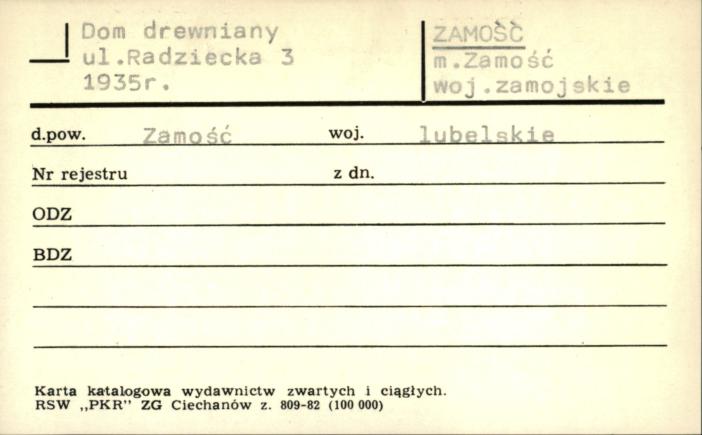 Dom drewniany
ul.Radziecka 3
1935r.
ZAMOŚĆ
m.Zamość
woj.zamojskie
d.pow. Zamość woj. lubelskie
Nr rejestru z dn.
ODZ
BDZ
Karta katalogowa wydawnictw zwartych i ciągłych.
RSW „PKR” ZG Ciechanów z. 809-82 (100 000)